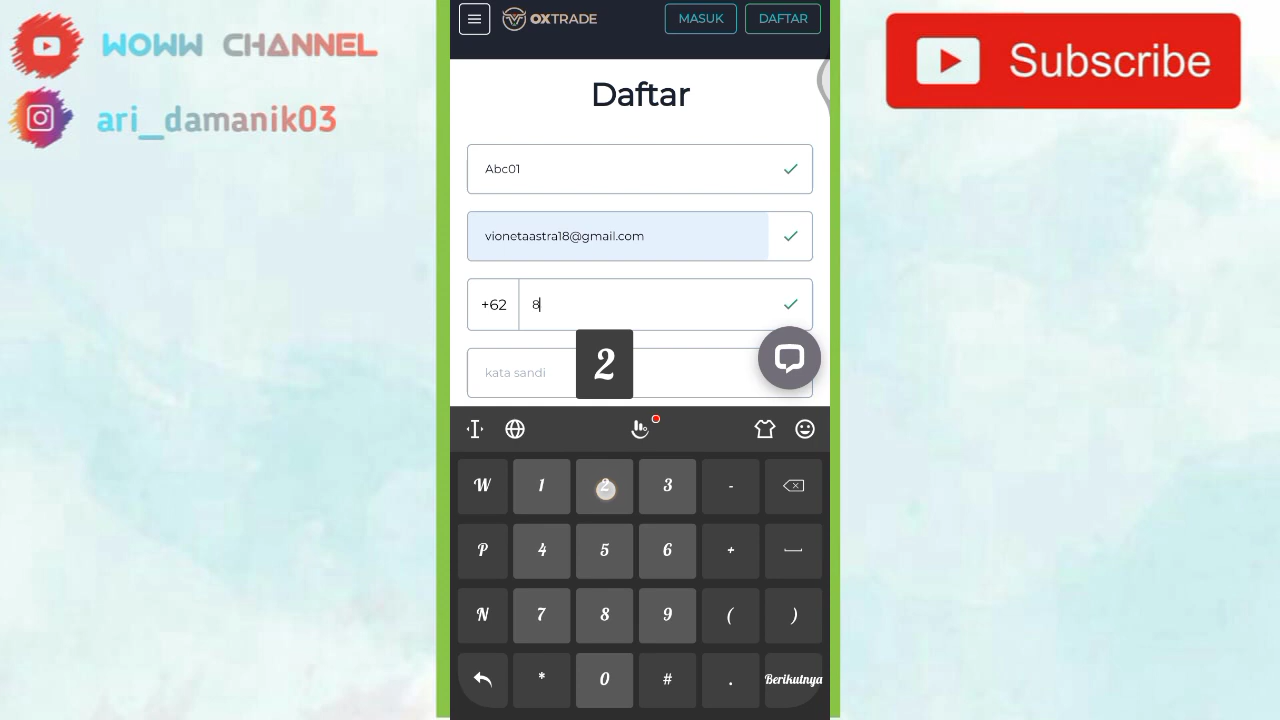 WOWW CHANNEL
ari_damanik03
Subscribe
OXTRADE
MASUK
DAFTAR
Daftar
Abc01
vionetaastra18@gmail.com
+62
8
kata sandi
2
W 1 2 3 -
P 4 5 6 +
N 7 8 9 ( )
* 0 # . Berikutnya